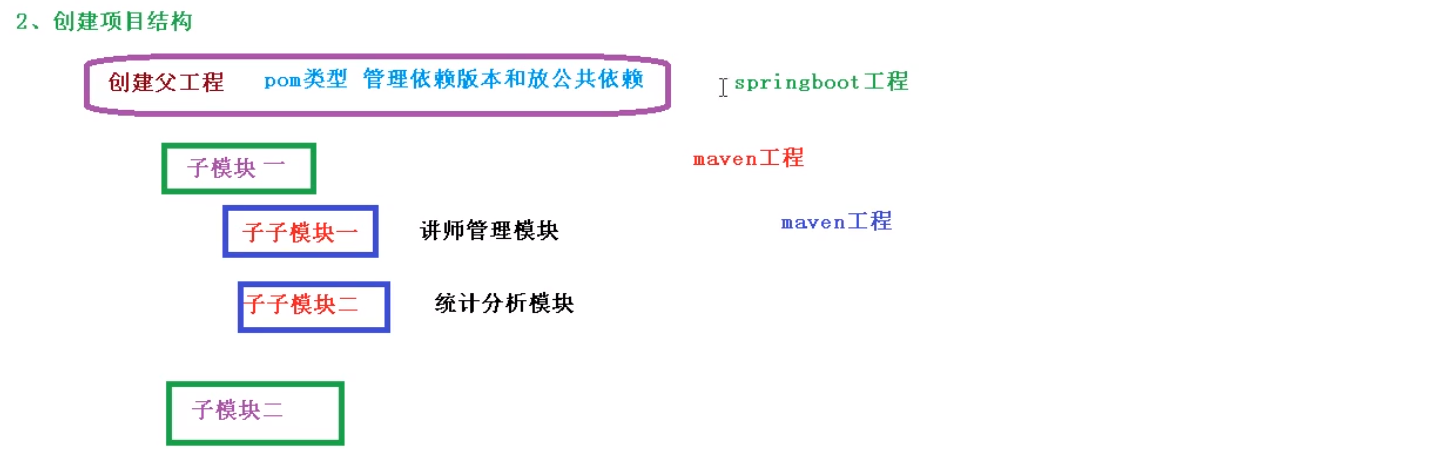 2、创建项目结构
创建父工程 pom类型 管理依赖版本和放公共依赖 springboot工程
子模块一 maven工程
子子模块一 讲师管理模块 maven工程
子子模块二 统计分析模块
子模块二